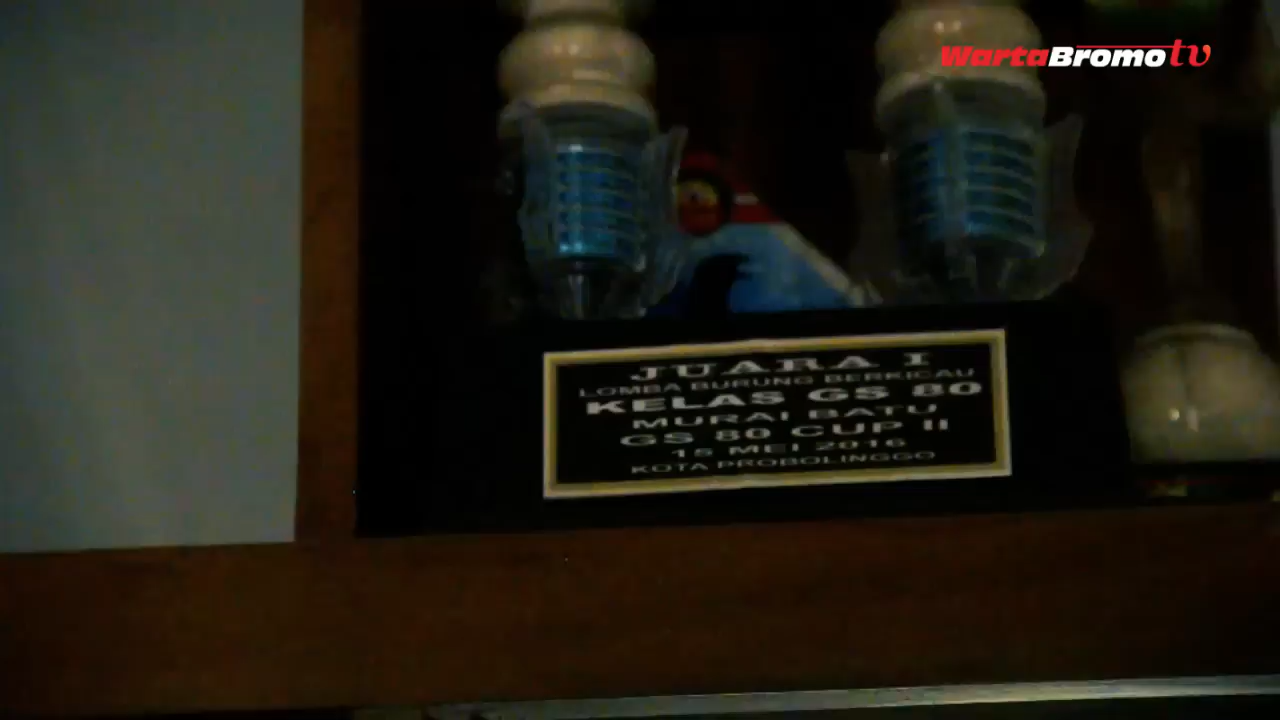 WartaBromo tv
JUARA I
LOMBA BURUNG BERKICAU
KELAS GS 80
MURAI BATU
GS 80 CUP II
15 MEI 2016
KOTA PROBOLINGGO